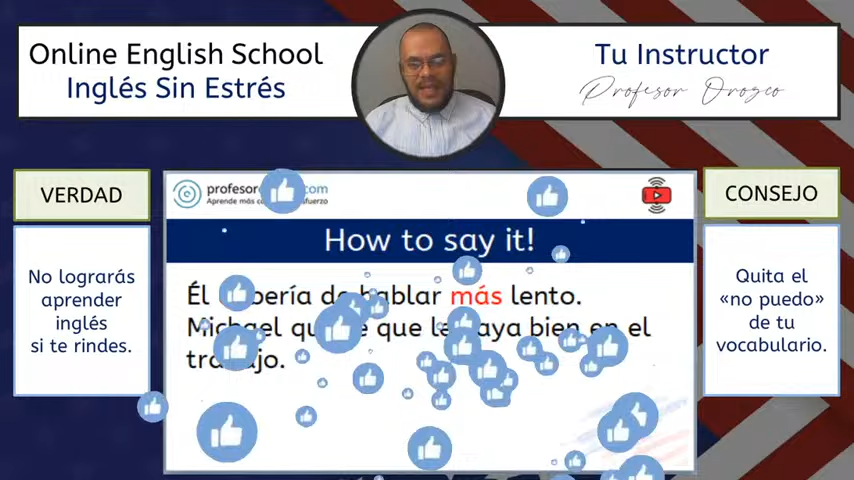 Online English School
Inglés Sin Estrés
Tu Instructor
Profesor Orozco
VERDAD
No lograrás
aprender
inglés
si te rindes.
CONSEJO
Quita el
«no puedo»
de tu
vocabulario.
.com
Aprende más
How to say it!
Él de hablar más lento.
Michael que bien en el